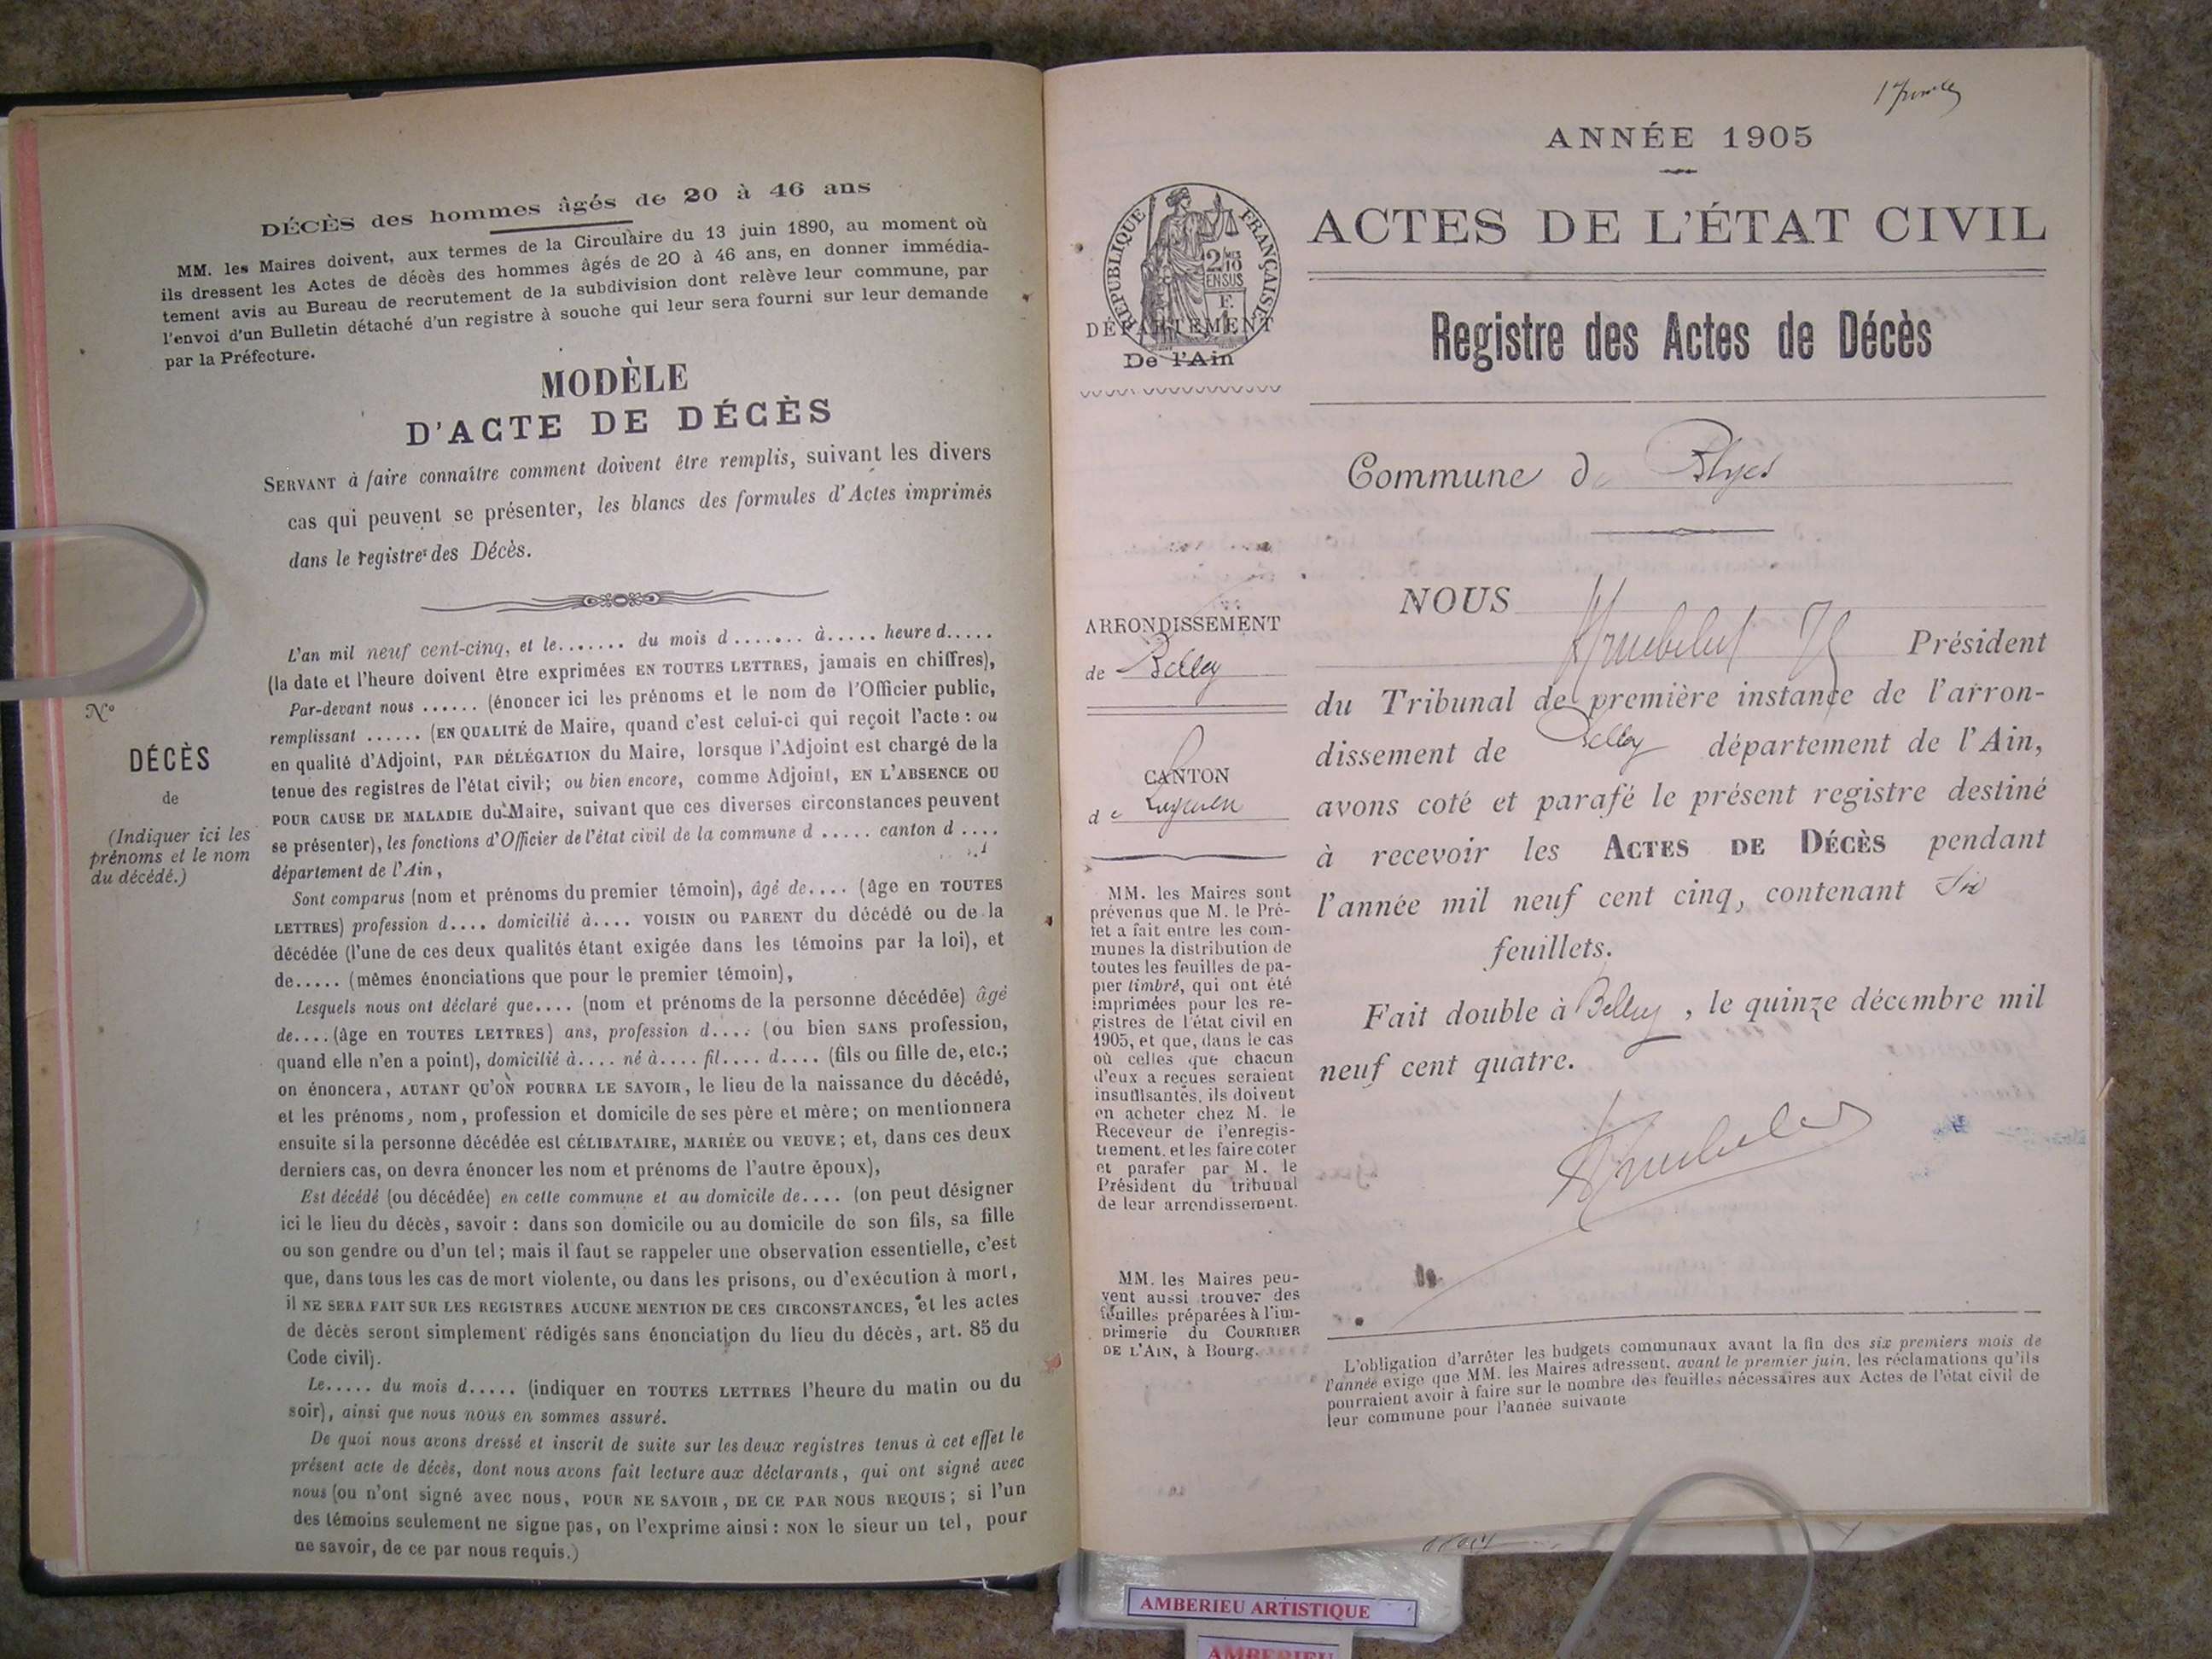 DÉCÈS des hommes âgés de 20 à 46 ans
MM. les Maires doivent, aux termes de la Circulaire du 13 juin 1890, au moment où
ils dressent les Actes de décès des hommes âgés de 20 à 46 ans, en donner immédia-
tement avis au Bureau de recrutement de la subdivision dont relève leur commune, par
l'envoi d'un Bulletin détaché d'un registre à souche qui leur sera fourni sur leur demande
par la Préfecture.
MODÈLE
D'ACTE DE DÉCÈS
SERVANT à faire connaître comment doivent être remplis, suivant les divers
cas qui peuvent se présenter, les blancs des formules d'Actes imprimés
dans le registre des Décès.
N°
DÉCÈS
de
(Indiquer ici les
prénoms et le nom
du décédé.)
L'an mil neuf cent-cinq, et le....... du mois d....... à..... heure d.....
(la date et l'heure doivent être exprimées EN TOUTES LETTRES, jamais en chiffres),
Par-devant nous ...... (énoncer ici les prénoms et le nom de l'Officier public,
remplissant ...... (EN QUALITÉ de Maire, quand c'est celui-ci qui reçoit l'acte : ou
en qualité d'Adjoint, PAR DÉLÉGATION du Maire, lorsque l'Adjoint est chargé de la
tenue des registres de l'état civil; ou bien encore, comme Adjoint, EN L'ABSENCE OU
POUR CAUSE DE MALADIE du Maire, suivant que ces diverses circonstances peuvent
se présenter), les fonctions d'Officier de l'état civil de la commune d ..... canton d ....
département de l'Ain,
Sont comparus (nom et prénoms du premier témoin), âgé de.... (âge en TOUTES
LETTRES) profession d.... domicilié à.... VOISIN OU PARENT du décédé ou de la
décédée (l'une de ces deux qualités étant exigée dans les témoins par la loi), et
de..... (mêmes énonciations que pour le premier témoin),
Lesquels nous ont déclaré que.... (nom et prénoms de la personne décédée) âgé
de.... (âge en TOUTES LETTRES) ans, profession d.... (ou bien SANS profession,
quand elle n'en a point), domicilié à.... né à.... fil.... d.... (fils ou fille de, etc.;
on énoncera, AUTANT QU'ON POURRA LE SAVOIR, le lieu de la naissance du décédé,
et les prénoms, nom, profession et domicile de ses père et mère; on mentionnera
ensuite si la personne décédée est CÉLIBATAIRE, MARIÉE OU VEUVE; et, dans ces deux
derniers cas, on devra énoncer les nom et prénoms de l'autre époux),
Est décédé (ou décédée) en cette commune et au domicile de.... (on peut désigner
ici le lieu du décès, savoir : dans son domicile ou au domicile de son fils, sa fille
ou son gendre ou d'un tel; mais il faut se rappeler une observation essentielle, c'est
que, dans tous les cas de mort violente, ou dans les prisons, ou d'exécution à mort,
il NE SERA FAIT SUR LES REGISTRES AUCUNE MENTION DE CES CIRCONSTANCES, et les actes
de décès seront simplement rédigés sans énonciation du lieu du décès, art. 85 du
Code civil).
Le..... du mois d..... (indiquer en TOUTES LETTRES l'heure du matin ou du
soir), ainsi que nous nous en sommes assuré.
De quoi nous avons dressé et inscrit de suite sur les deux registres tenus à cet effet le
présent acte de décès, dont nous avons fait lecture aux déclarants, qui ont signé avec
nous (ou n'ont signé avec nous, POUR NE SAVOIR, DE CE PAR NOUS REQUIS; si l'un
des témoins seulement ne signe pas, on l'exprime ainsi : NON le sieur un tel, pour
ne savoir, de ce par nous requis.)
ANNÉE 1905
ACTES DE L'ÉTAT CIVIL
Registre des Actes de Décès
RÉPUBLIQUE FRANÇAISE
2/10
EN SUS
DÉPARTEMENT
De l'Ain
Commune de Blyes
ARRONDISSEMENT
de Belley
CANTON
de Lagnieu
MM. les Maires sont
prévenus que M. le Pré-
fet a fait entre les com-
munes la distribution de
toutes les feuilles de pa-
pier timbré, qui ont été
imprimées pour les re-
gistres de l'état civil en
1905, et que, dans le cas
où celles que chacun
d'eux a reçues seraient
insuffisantes, ils doivent
en acheter chez M. le
Receveur de l'enregis-
trement, et les faire coter
et parafer par M. le
Président du tribunal
de leur arrondissement.
MM. les Maires peu-
vent aussi trouver des
feuilles préparées à l'im-
primerie du COURRIER
DE L'AIN, à Bourg.
NOUS
Président
du Tribunal de première instance de l'arron-
dissement de Belley département de l'Ain,
avons coté et parafé le présent registre destiné
à recevoir les ACTES DE DÉCÈS pendant
l'année mil neuf cent cinq, contenant Six
feuillets.
Fait double à Belley, le quinze décembre mil
neuf cent quatre.
L'obligation d'arrêter les budgets communaux avant la fin des six premiers mois de
l'année exige que MM. les Maires adressent, avant le premier juin, les réclamations qu'ils
pourraient avoir à faire sur le nombre des feuilles nécessaires aux Actes de l'état civil de
leur commune pour l'année suivante
AMBERIEU ARTISTIQUE
AMBERIEU